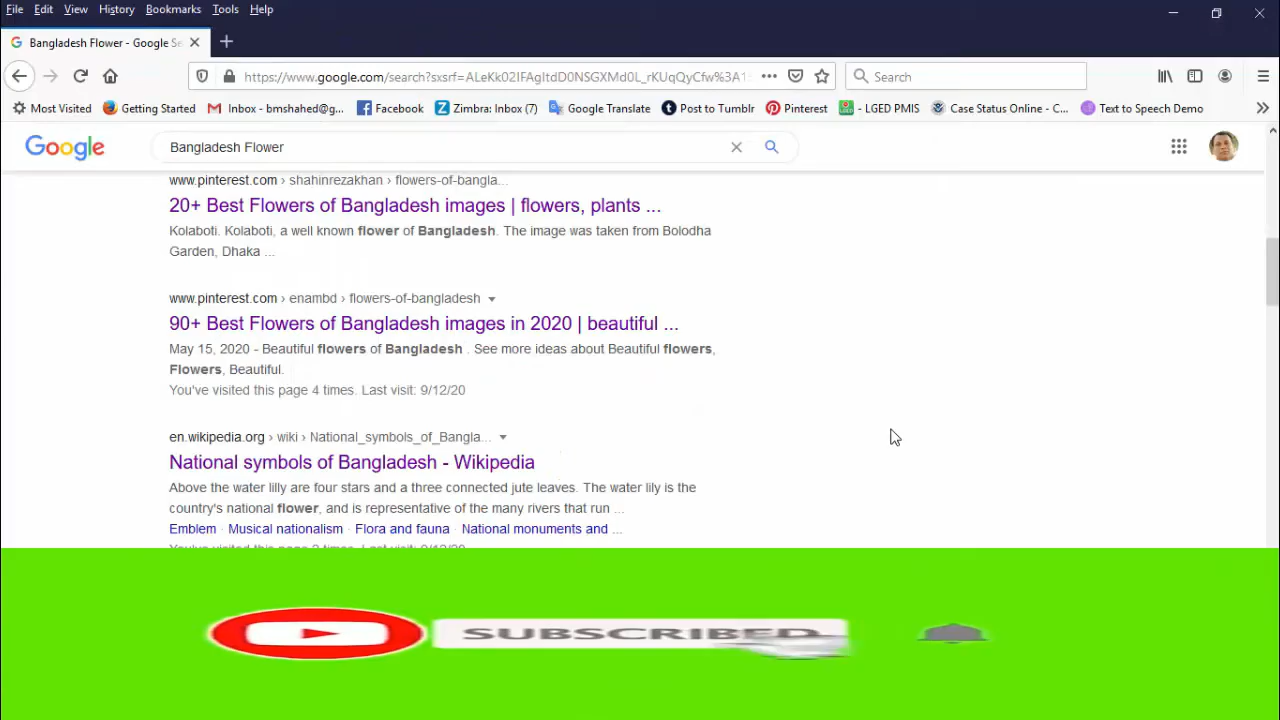 File Edit View History Bookmarks Tools Help
Bangladesh Flower - Google Se
https://www.google.com/search?sxsrf=ALeKk02IFAgItdD0NSGXMd0L_rKUqQyCfw%3A1 Search
Most Visited Getting Started Inbox - bmshahed@g... Facebook Zimbra: Inbox (7) Google Translate Post to Tumblr Pinterest - LGED PMIS Case Status Online - C... Text to Speech Demo
Google Bangladesh Flower
www.pinterest.com › shahinrezakhan › flowers-of-bangla...
20+ Best Flowers of Bangladesh images | flowers, plants ...
Kolaboti. Kolaboti, a well known flower of Bangladesh. The image was taken from Bolodha
Garden, Dhaka ...
www.pinterest.com › enambd › flowers-of-bangladesh
90+ Best Flowers of Bangladesh images in 2020 | beautiful ...
May 15, 2020 - Beautiful flowers of Bangladesh . See more ideas about Beautiful flowers,
Flowers, Beautiful.
You've visited this page 4 times. Last visit: 9/12/20
en.wikipedia.org › wiki › National_symbols_of_Bangla...
National symbols of Bangladesh - Wikipedia
Above the water lilly are four stars and a three connected jute leaves. The water lily is the
country's national flower, and is representative of the many rivers that run ...
Emblem · Musical nationalism · Flora and fauna · National monuments and ...
SUBSCRIBED